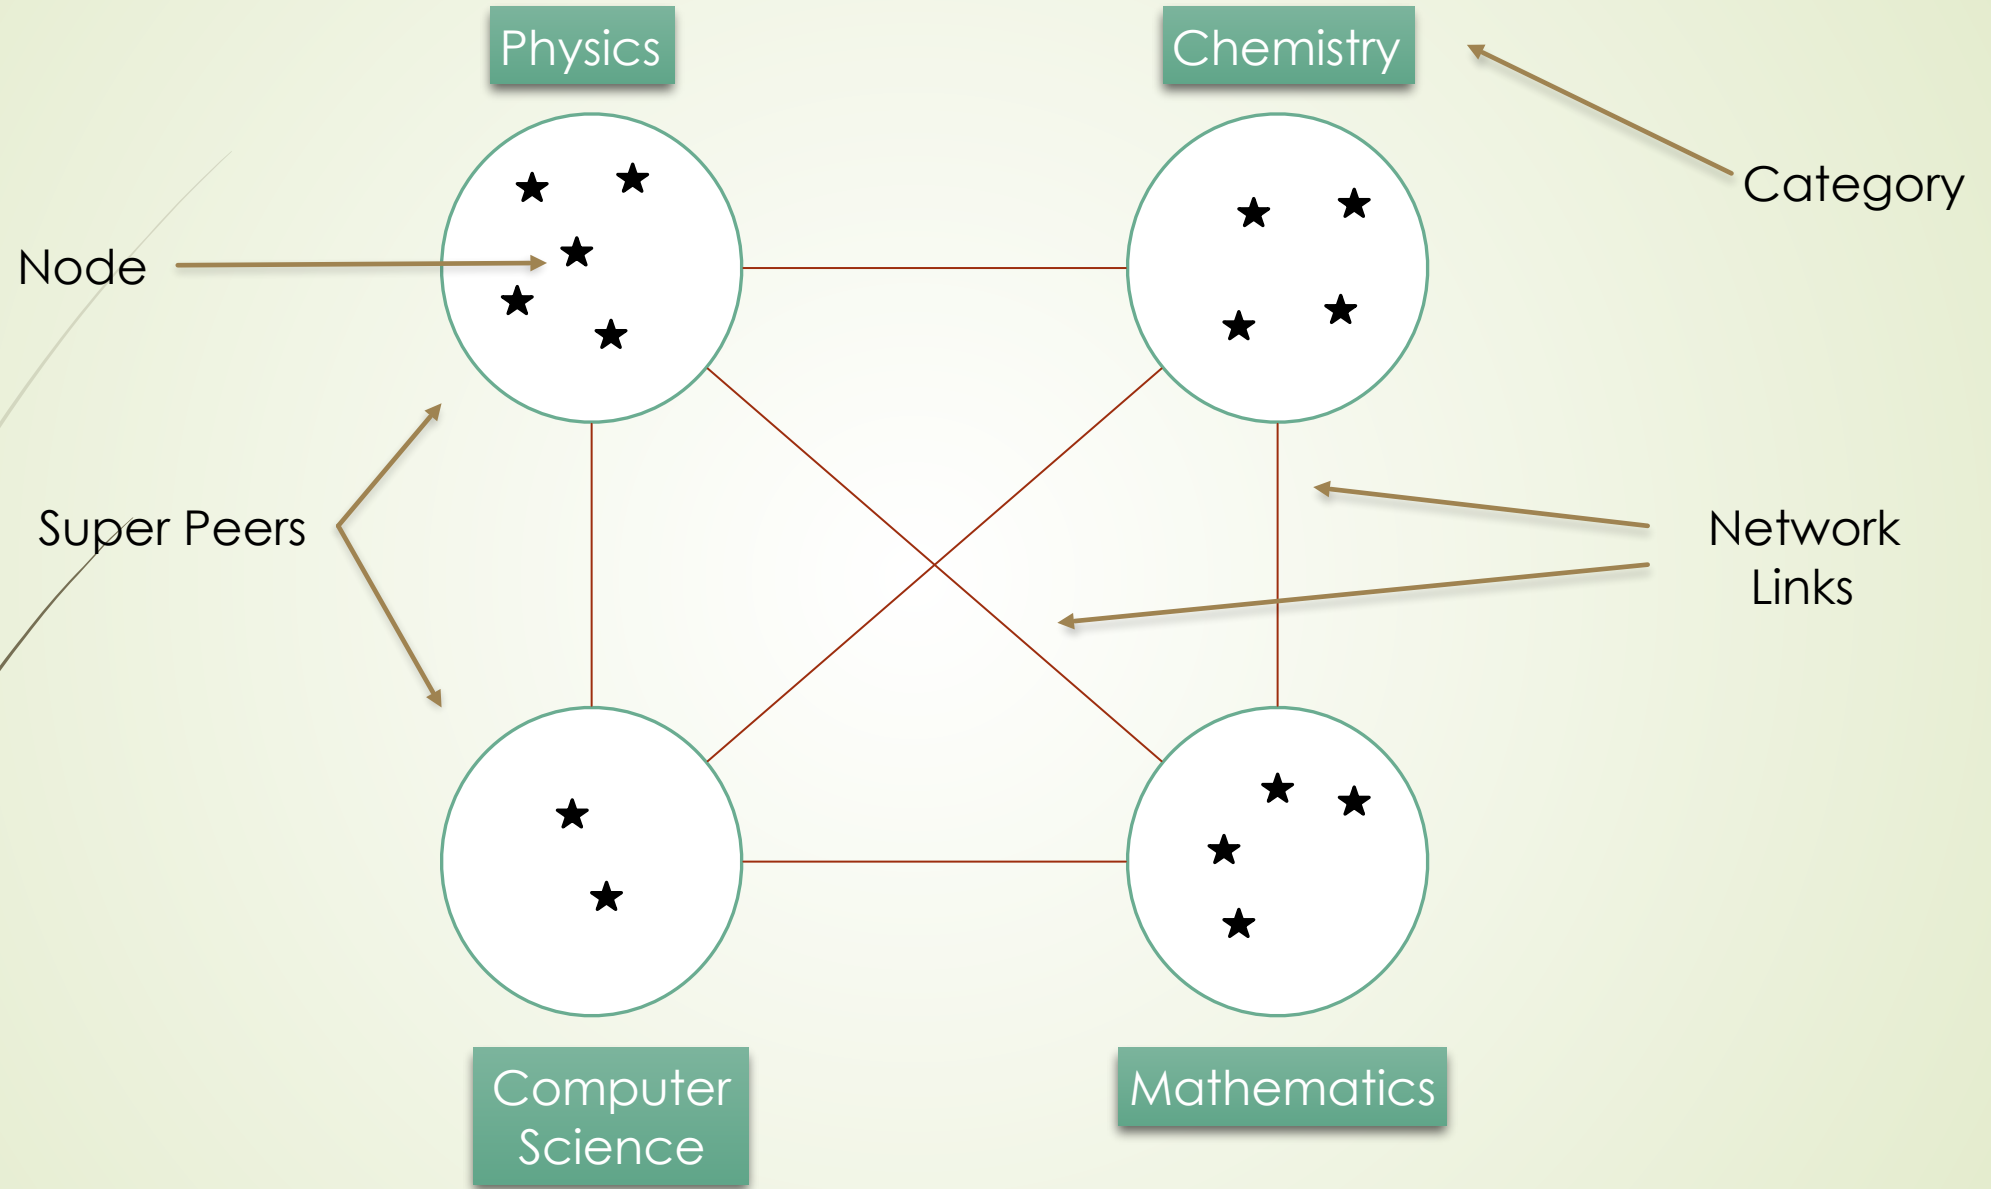 Physics
Chemistry
Category
Node
Super Peers
Network
Links
Computer
Science
Mathematics